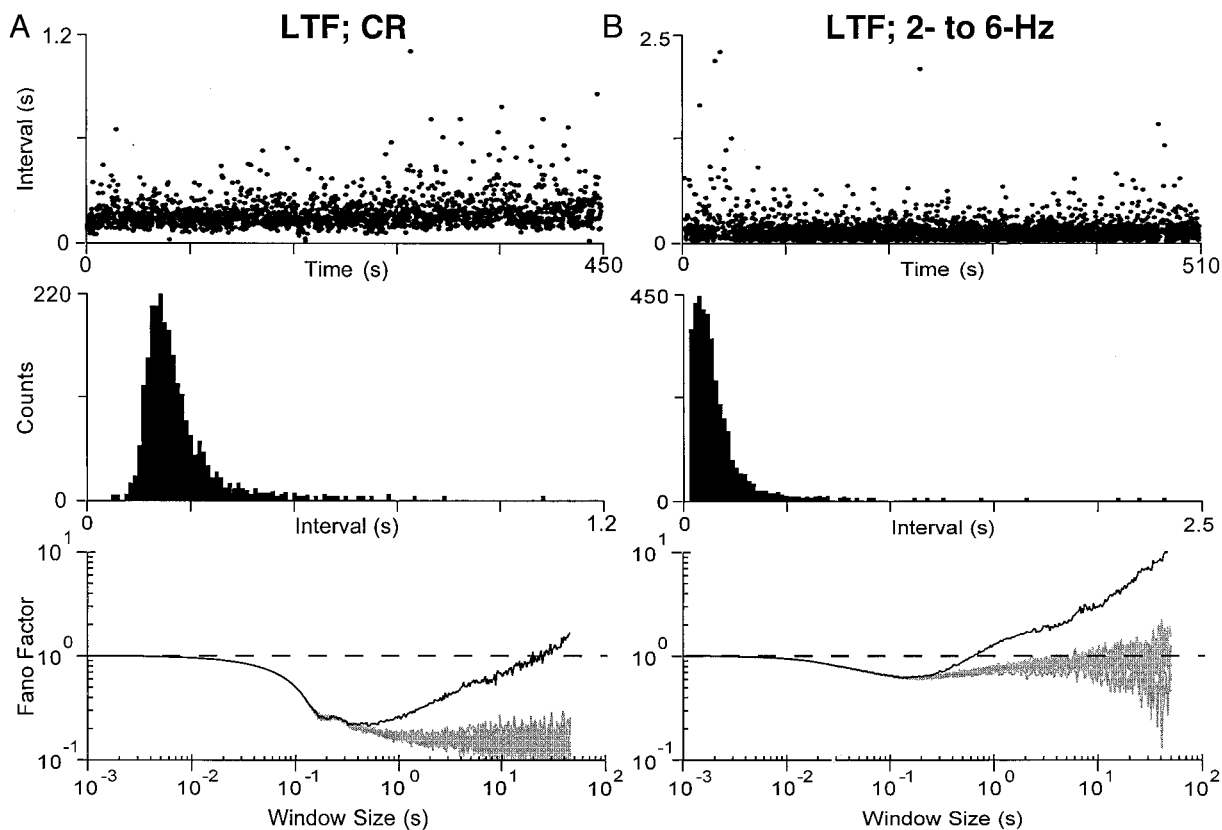 A
LTF; CR
1.2
Interval (s)
0
0
Time (s)
450
220
Counts
0
0
Interval (s)
1.2
10^1
Fano Factor
10^0
10^-1
10^-3
10^-2
10^-1
10^0
10^1
10^2
Window Size (s)
B
LTF; 2- to 6-Hz
2.5
0
0
Time (s)
510
450
0
0
Interval (s)
2.5
10^1
10^0
10^-1
10^-3
10^-2
10^-1
10^0
10^1
10^2
Window Size (s)